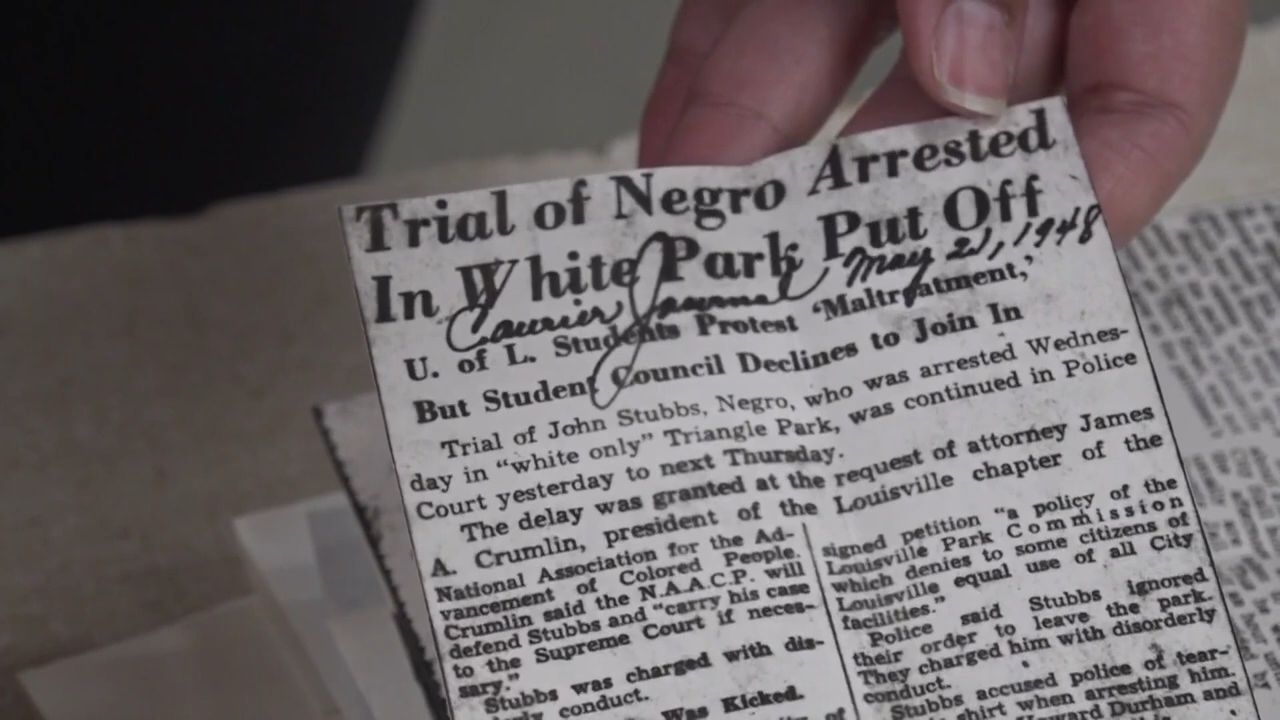 Trial of Negro Arrested
In White Park Put Off
Courier Journal May 21, 1948
U. of L. Students Protest ‘Maltreatment,’
But Student Council Declines to Join In
Trial of John Stubbs, Negro, who was arrested Wednes-
day in “white only” Triangle Park, was continued in Police
Court yesterday to next Thursday.
The delay was granted at the request of attorney James
A. Crumlin, president of the Louisville chapter of the
National Association for the Ad-
vancement of Colored People.
Crumlin said the N.A.A.C.P. will
defend Stubbs and “carry his case
to the Supreme Court if neces-
sary.”
Stubbs was charged with dis-
conduct.
Was Kicked.
signed petition “a policy of the
Louisville Park Commission
which denies to some citizens of
Louisville equal use of all City
facilities.”
Police said Stubbs ignored
their order to leave the park.
They charged him with disorderly
conduct.
Stubbs accused police of tear-
shirt when arresting him.
Durham and